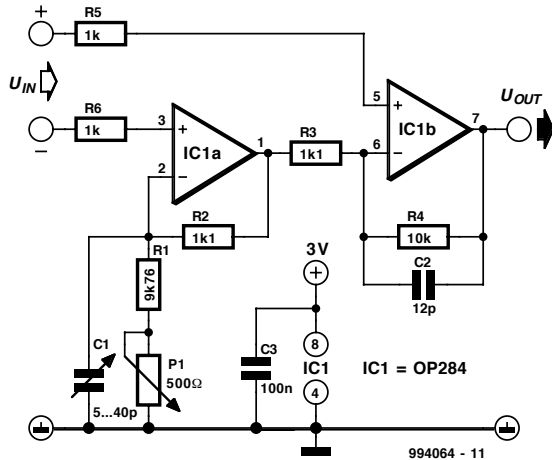 +
R5
1k
U_IN
R6
1k
−
3
+
2
−
IC1a
1
R3
1k1
5
+
6
−
IC1b
7
U_OUT
R2
1k1
R4
10k
C2
12p
R1
9k76
3V
+
C1
5...40p
P1
500Ω
C3
100n
8
IC1
4
IC1 = OP284
994064 - 11